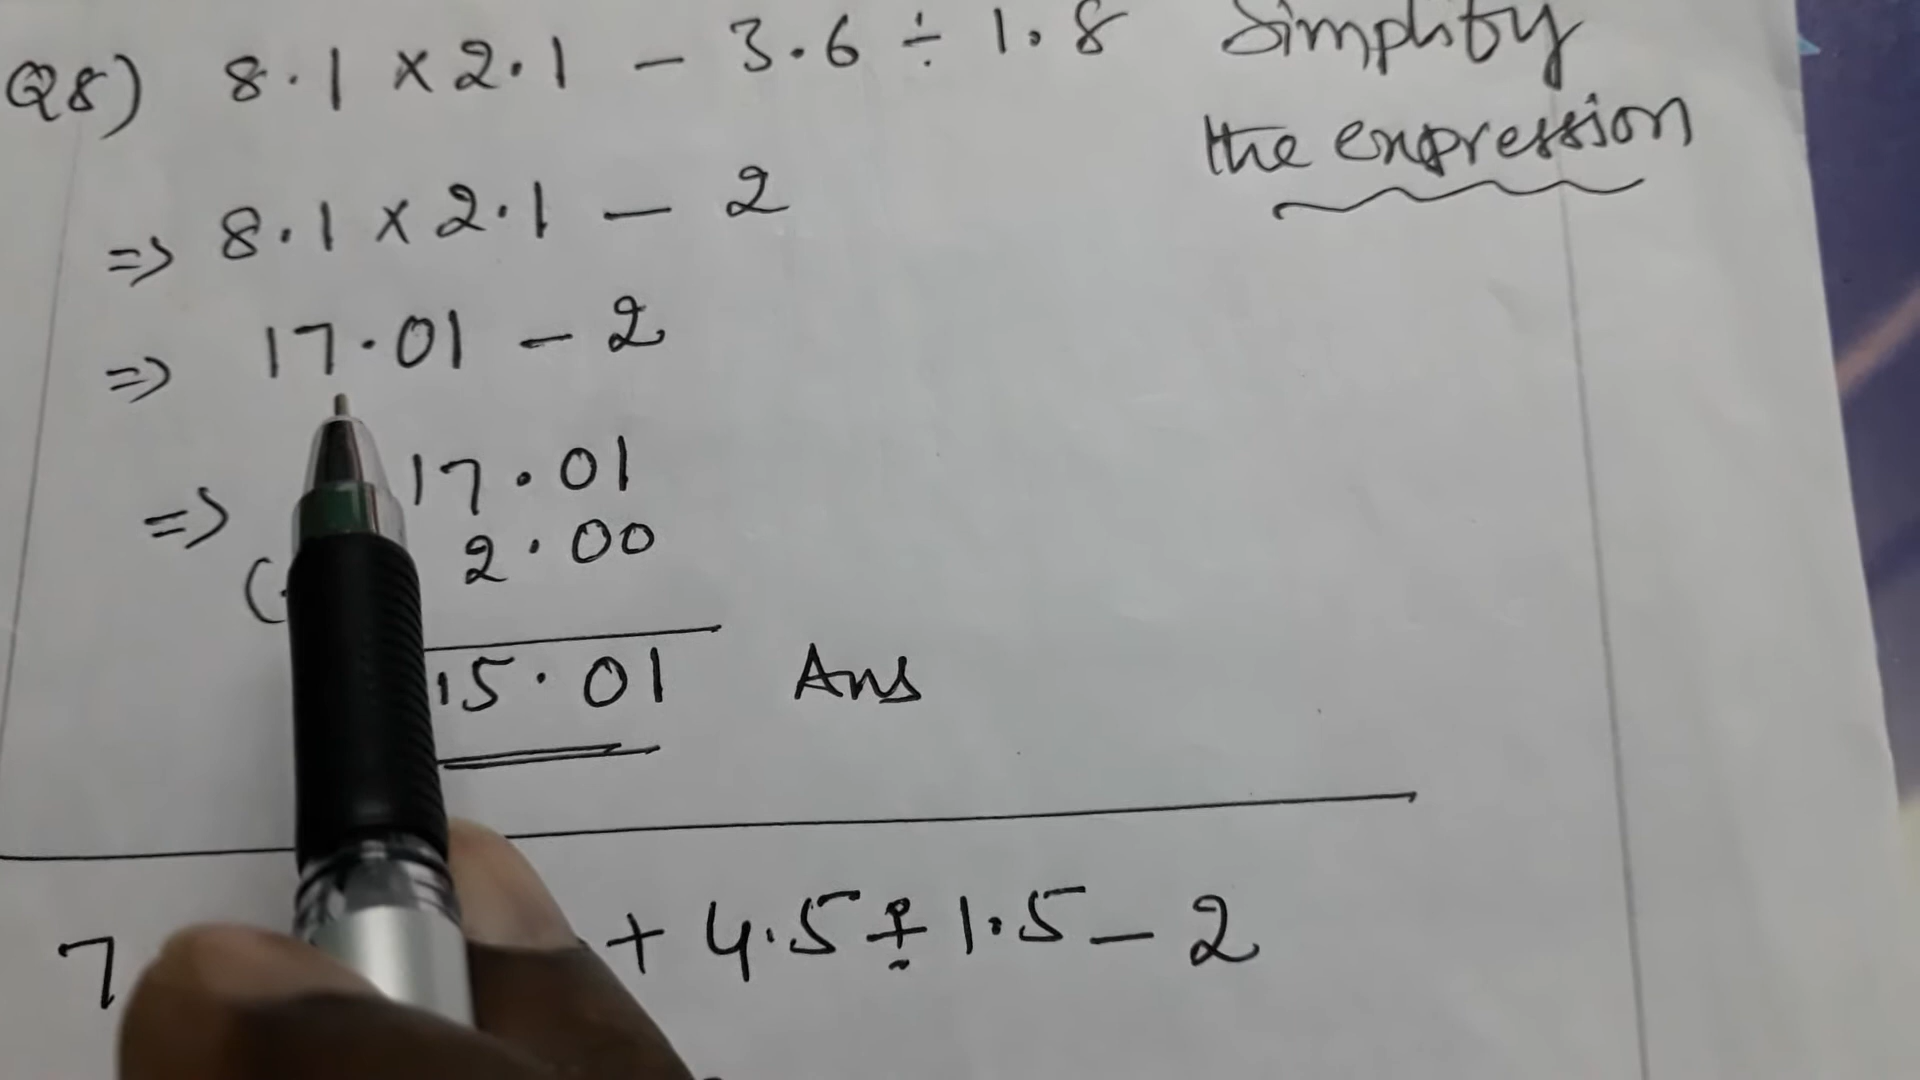 Q8) 8.1 × 2.1 - 3.6 ÷ 1.8 Simplify
the expression
=> 8.1 × 2.1 - 2
=> 17.01 - 2
=> 17.01
( 2.00
15.01 Ans
7 + 4.5 ÷ 1.5 - 2